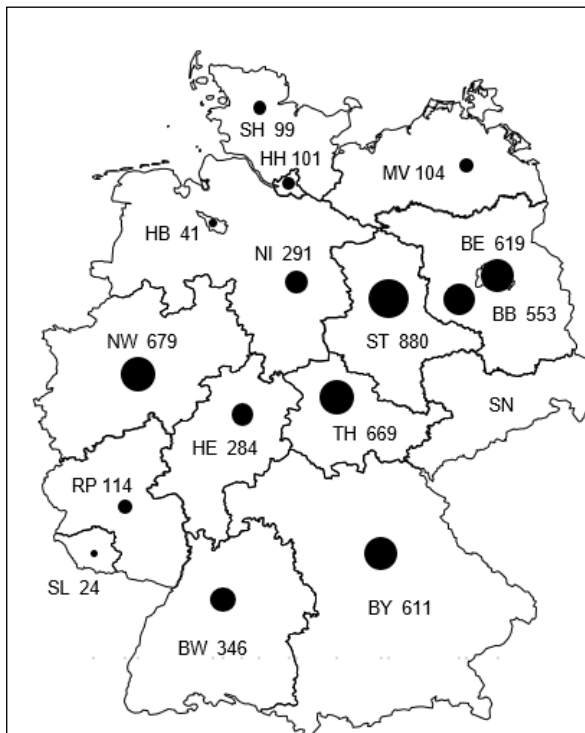 SH 99
HH 101
MV 104
HB 41
BE 619
NI 291
BB 553
NW 679
ST 880
SN
TH 669
HE 284
RP 114
SL 24
BY 611
BW 346